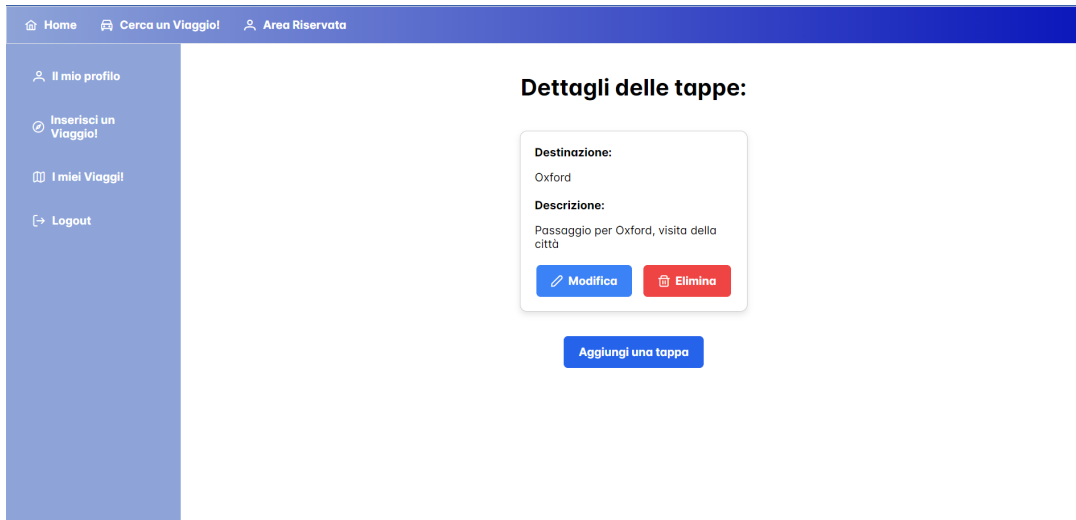 Home Cerca un Viaggio! Area Riservata
Il mio profilo
Inserisci un
Viaggio!
I miei Viaggi!
Logout
Dettagli delle tappe:
Destinazione:
Oxford
Descrizione:
Passaggio per Oxford, visita della
città
Modifica Elimina
Aggiungi una tappa